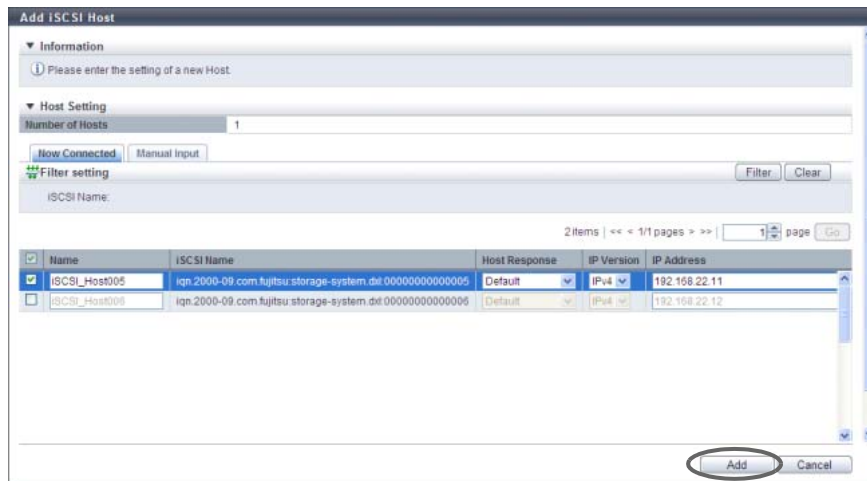 Add iSCSI Host
▼ Information
Please enter the setting of a new Host.
▼ Host Setting
Number of Hosts 1
Now Connected Manual Input
Filter setting Filter Clear
iSCSI Name:
2 items | << < 1/1 pages > >> | 1 page Go
Name iSCSI Name Host Response IP Version IP Address
iSCSI_Host005 iqn.2000-09.com.fujitsu:storage-system.dxl:00000000000005 Default IPv4 192.168.22.11
iSCSI_Host006 iqn.2000-09.com.fujitsu:storage-system.dxl:00000000000006 Default IPv4 192.168.22.12
Add Cancel